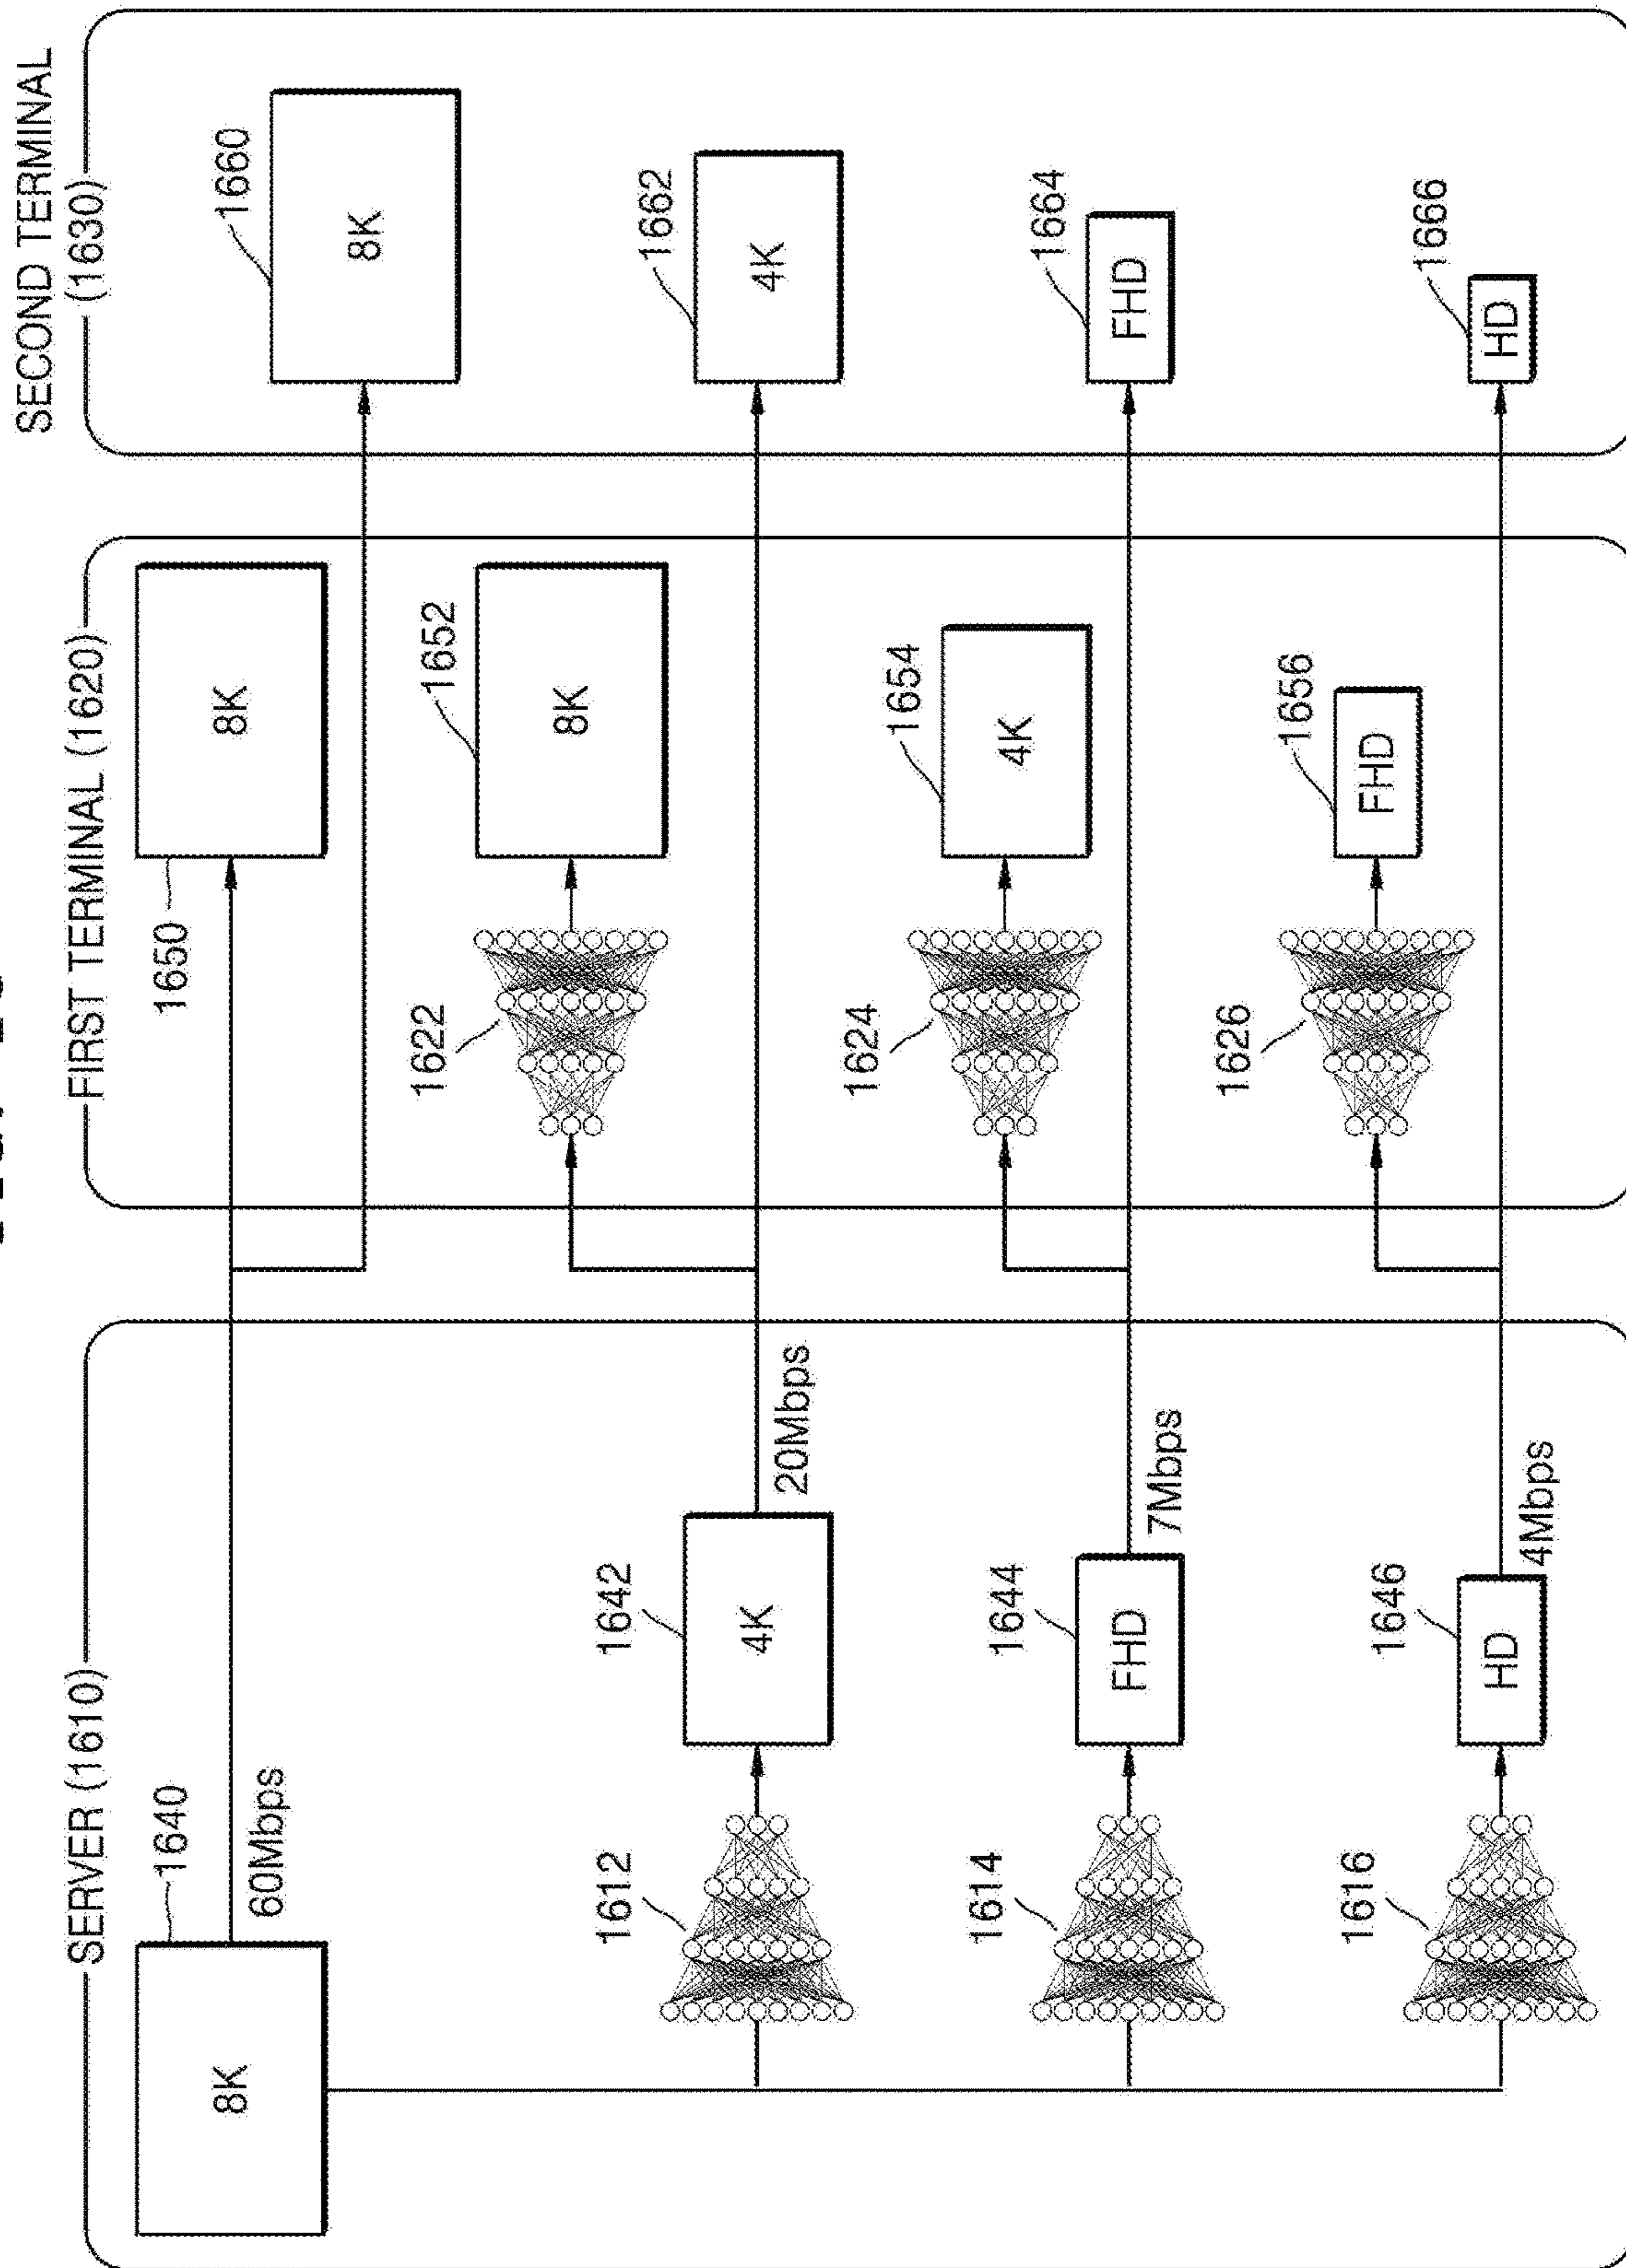 SERVER (1610)
8K
1640
60Mbps
1612
1642
4K
20Mbps
1614
1644
FHD
7Mbps
1616
1646
HD
4Mbps
FIRST TERMINAL (1620)
1650
8K
1622
1652
8K
1624
1654
4K
1626
1656
FHD
SECOND TERMINAL
(1630)
1660
8K
1662
4K
1664
FHD
1666
HD